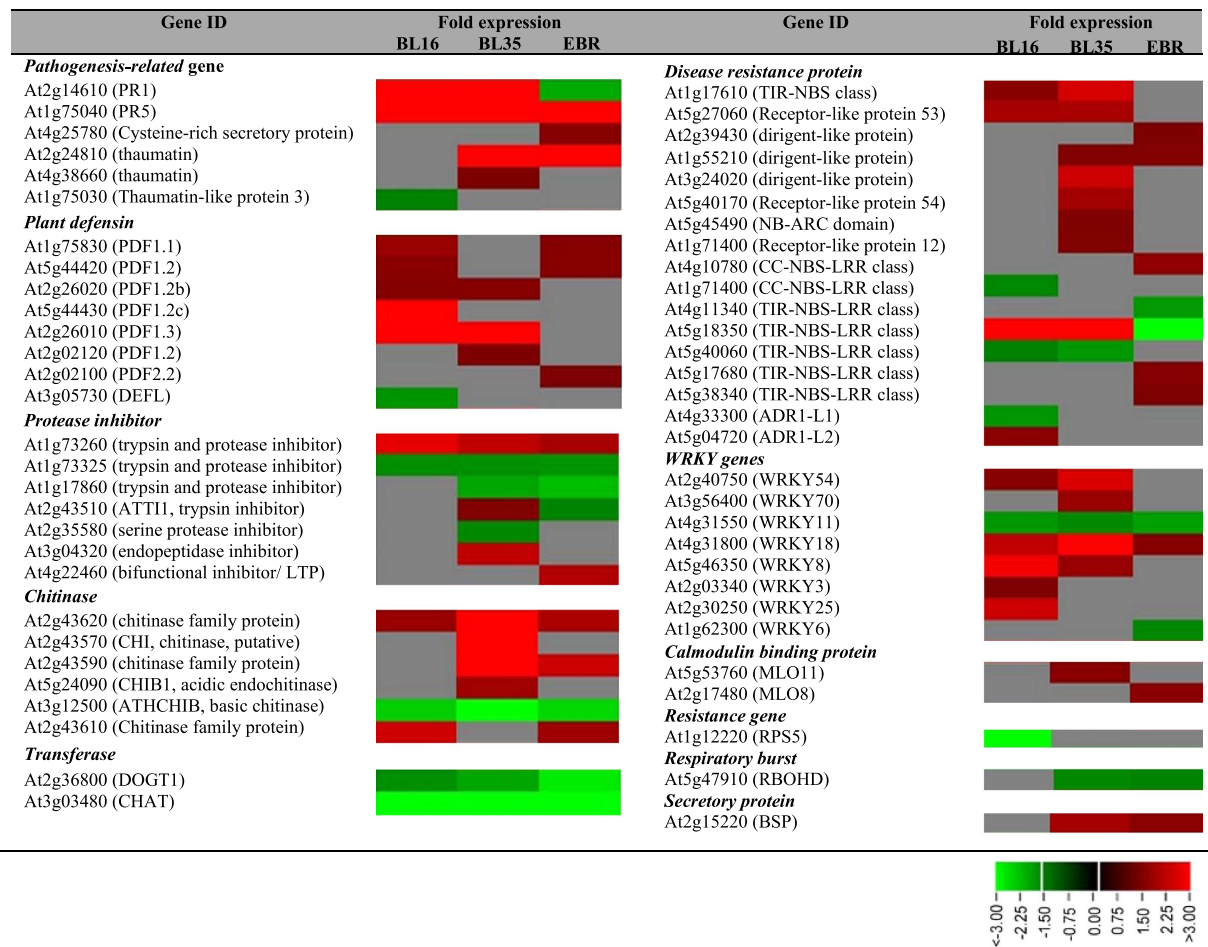 Gene ID Fold expression
BL16 BL35 EBR
Pathogenesis-related gene
At2g14610 (PR1)
At1g75040 (PR5)
At4g25780 (Cysteine-rich secretory protein)
At2g24810 (thaumatin)
At4g38660 (thaumatin)
At1g75030 (Thaumatin-like protein 3)
Plant defensin
At1g75830 (PDF1.1)
At5g44420 (PDF1.2)
At2g26020 (PDF1.2b)
At5g44430 (PDF1.2c)
At2g26010 (PDF1.3)
At2g02120 (PDF1.2)
At2g02100 (PDF2.2)
At3g05730 (DEFL)
Protease inhibitor
At1g73260 (trypsin and protease inhibitor)
At1g73325 (trypsin and protease inhibitor)
At1g17860 (trypsin and protease inhibitor)
At2g43510 (ATTI1, trypsin inhibitor)
At2g35580 (serine protease inhibitor)
At3g04320 (endopeptidase inhibitor)
At4g22460 (bifunctional inhibitor/ LTP)
Chitinase
At2g43620 (chitinase family protein)
At2g43570 (CHI, chitinase, putative)
At2g43590 (chitinase family protein)
At5g24090 (CHIB1, acidic endochitinase)
At3g12500 (ATHCHIB, basic chitinase)
At2g43610 (Chitinase family protein)
Transferase
At2g36800 (DOGT1)
At3g03480 (CHAT)
Gene ID Fold expression
BL16 BL35 EBR
Disease resistance protein
At1g17610 (TIR-NBS class)
At5g27060 (Receptor-like protein 53)
At2g39430 (dirigent-like protein)
At1g55210 (dirigent-like protein)
At3g24020 (dirigent-like protein)
At5g40170 (Receptor-like protein 54)
At5g45490 (NB-ARC domain)
At1g71400 (Receptor-like protein 12)
At4g10780 (CC-NBS-LRR class)
At1g71400 (CC-NBS-LRR class)
At4g11340 (TIR-NBS-LRR class)
At5g18350 (TIR-NBS-LRR class)
At5g40060 (TIR-NBS-LRR class)
At5g17680 (TIR-NBS-LRR class)
At5g38340 (TIR-NBS-LRR class)
At4g33300 (ADR1-L1)
At5g04720 (ADR1-L2)
WRKY genes
At2g40750 (WRKY54)
At3g56400 (WRKY70)
At4g31550 (WRKY11)
At4g31800 (WRKY18)
At5g46350 (WRKY8)
At2g03340 (WRKY3)
At2g30250 (WRKY25)
At1g62300 (WRKY6)
Calmodulin binding protein
At5g53760 (MLO11)
At2g17480 (MLO8)
Resistance gene
At1g12220 (RPS5)
Respiratory burst
At5g47910 (RBOHD)
Secretory protein
At2g15220 (BSP)
<-3.00
-2.25
-1.50
-0.75
0.00
0.75
1.50
2.25
>3.00